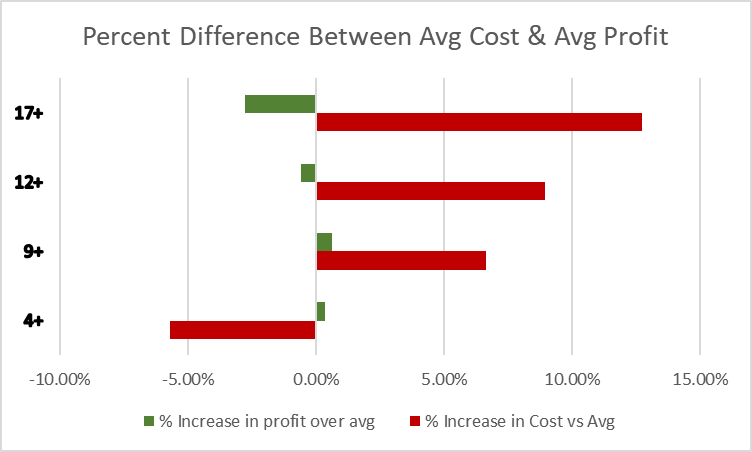 Percent Difference Between Avg Cost & Avg Profit
17+
12+
9+
4+
-10.00% -5.00% 0.00% 5.00% 10.00% 15.00%
% Increase in profit over avg % Increase in Cost vs Avg